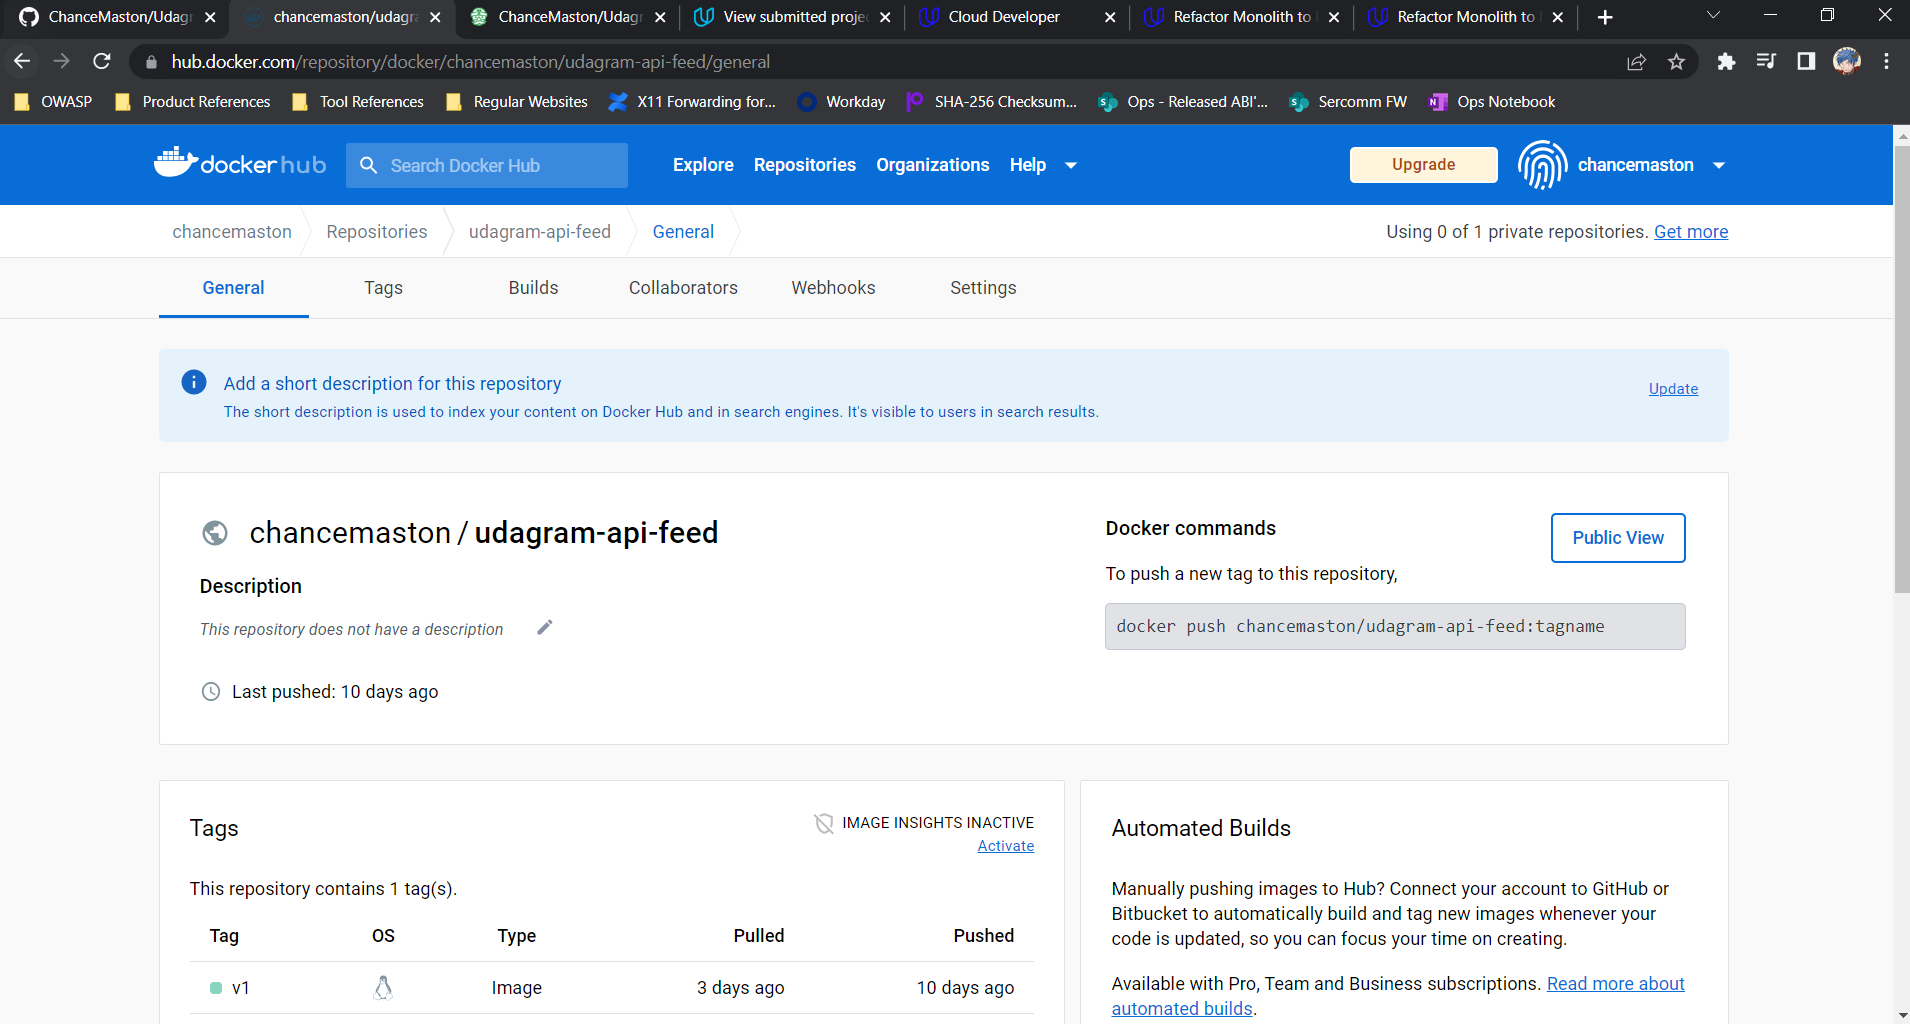 ChanceMaston/Udagr
chancemaston/udagra
ChanceMaston/Udagr
View submitted proje
Cloud Developer
Refactor Monolith to
Refactor Monolith to
hub.docker.com/repository/docker/chancemaston/udagram-api-feed/general
OWASP Product References Tool References Regular Websites X11 Forwarding for... Workday SHA-256 Checksum... Ops - Released ABI'... Sercomm FW Ops Notebook
docker hub Search Docker Hub Explore Repositories Organizations Help Upgrade chancemaston
chancemaston Repositories udagram-api-feed General Using 0 of 1 private repositories. Get more
General Tags Builds Collaborators Webhooks Settings
Add a short description for this repository
The short description is used to index your content on Docker Hub and in search engines. It's visible to users in search results.
Update
chancemaston / udagram-api-feed
Description
This repository does not have a description
Last pushed: 10 days ago
Docker commands
Public View
To push a new tag to this repository,
docker push chancemaston/udagram-api-feed:tagname
Tags
IMAGE INSIGHTS INACTIVE
Activate
This repository contains 1 tag(s).
Tag OS Type Pulled Pushed
v1 Image 3 days ago 10 days ago
Automated Builds
Manually pushing images to Hub? Connect your account to GitHub or
Bitbucket to automatically build and tag new images whenever your
code is updated, so you can focus your time on creating.
Available with Pro, Team and Business subscriptions. Read more about
automated builds.